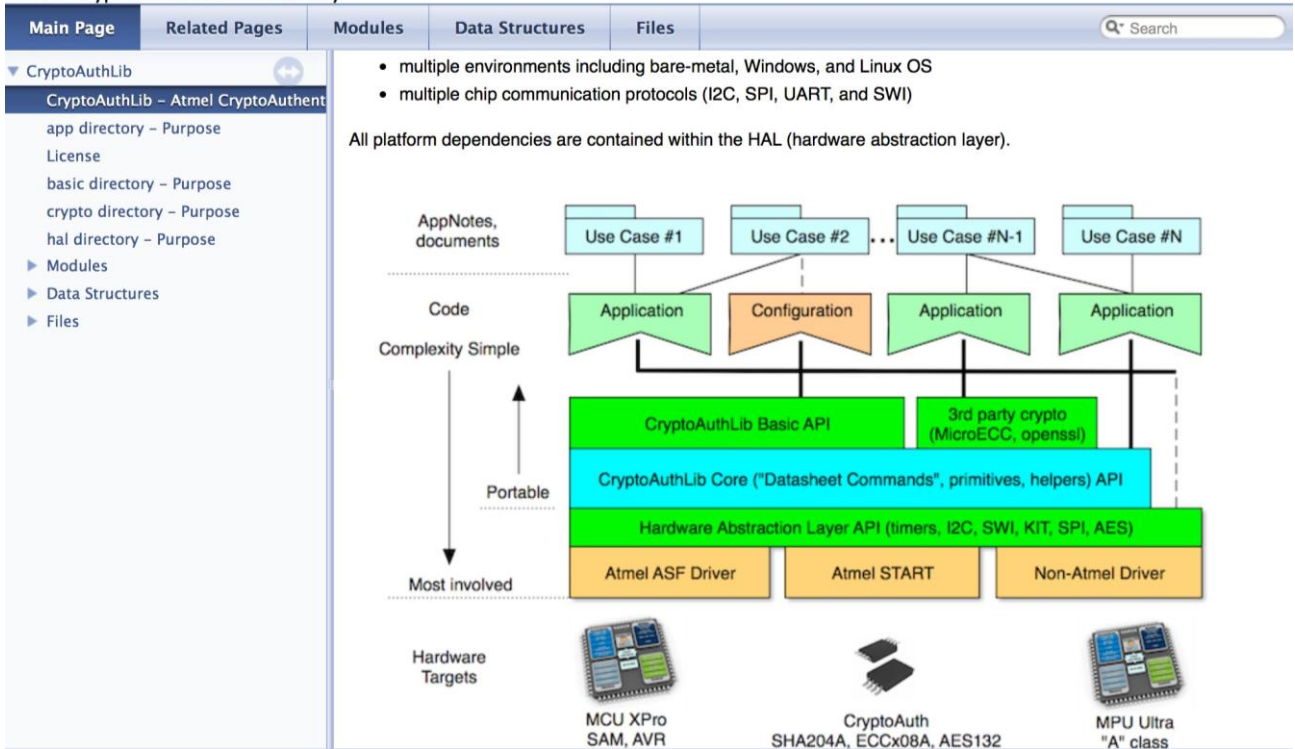 Main Page
Related Pages
Modules
Data Structures
Files
Search
CryptoAuthLib
CryptoAuthLib – Atmel CryptoAuthent
app directory – Purpose
License
basic directory – Purpose
crypto directory – Purpose
hal directory – Purpose
Modules
Data Structures
Files
• multiple environments including bare-metal, Windows, and Linux OS
• multiple chip communication protocols (I2C, SPI, UART, and SWI)
All platform dependencies are contained within the HAL (hardware abstraction layer).
AppNotes,
documents
Use Case #1
Use Case #2
...
Use Case #N-1
Use Case #N
Code
Application
Configuration
Application
Application
Complexity Simple
CryptoAuthLib Basic API
3rd party crypto
(MicroECC, openssl)
CryptoAuthLib Core ("Datasheet Commands", primitives, helpers) API
Portable
Hardware Abstraction Layer API (timers, I2C, SWI, KIT, SPI, AES)
Most involved
Atmel ASF Driver
Atmel START
Non-Atmel Driver
Hardware
Targets
MCU XPro
SAM, AVR
CryptoAuth
SHA204A, ECCx08A, AES132
MPU Ultra
"A" class